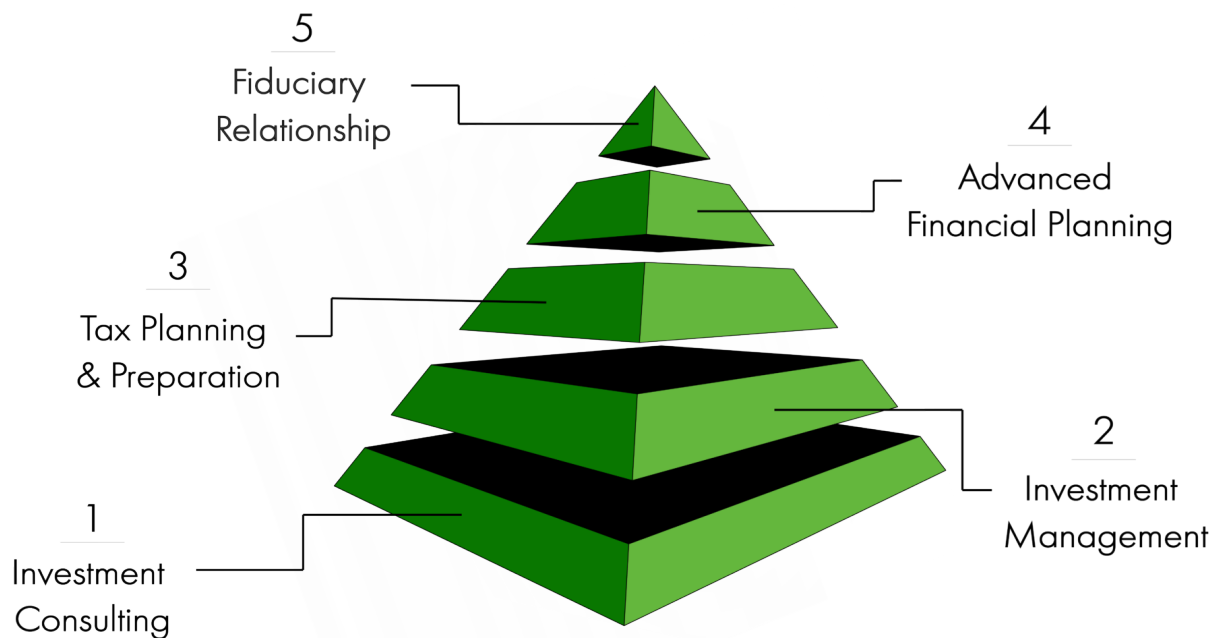 5
Fiduciary
Relationship
4
Advanced
Financial Planning
3
Tax Planning
& Preparation
2
Investment
Management
1
Investment
Consulting